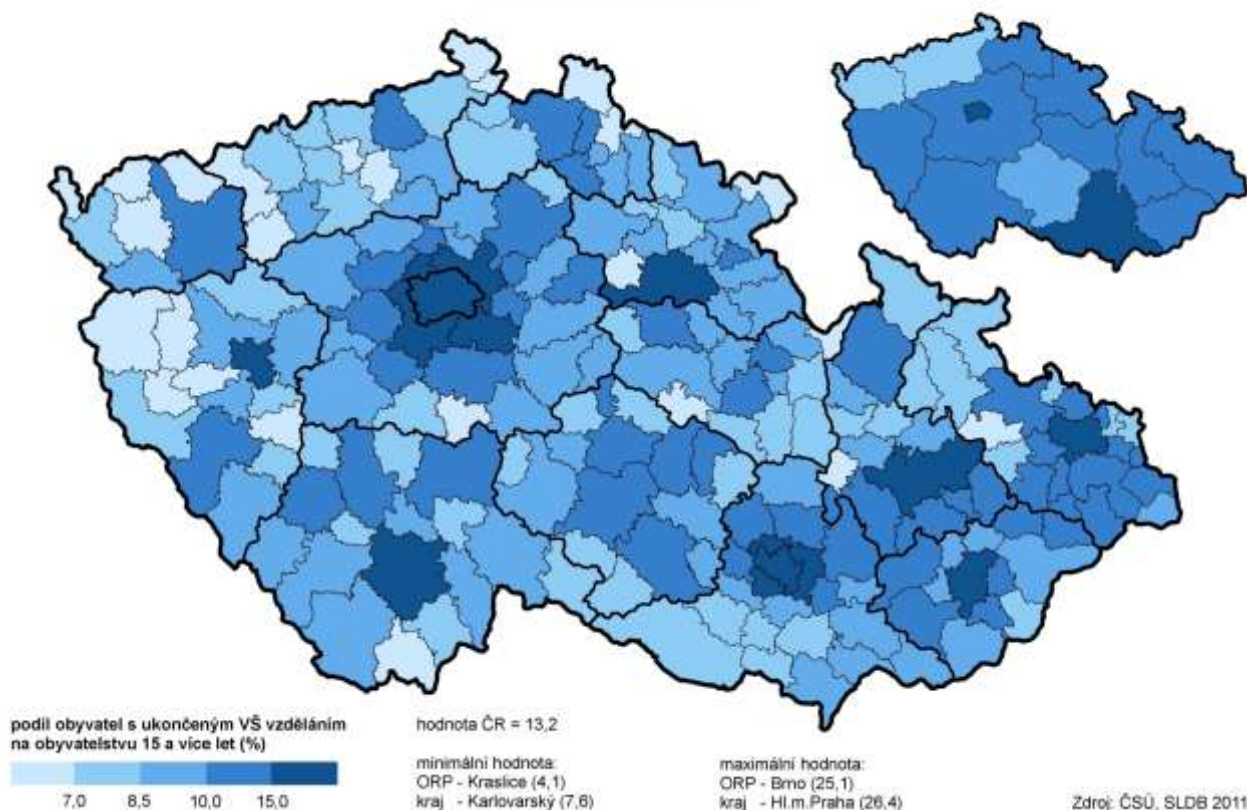 podíl obyvatel s ukončeným VŠ vzděláním
na obyvatelstvu 15 a více let (%)
7,0 8,5 10,0 15,0
hodnota ČR = 13,2
minimální hodnota:
ORP - Kraslice (4,1)
kraj - Karlovarský (7,6)
maximální hodnota:
ORP - Brno (25,1)
kraj - Hl.m.Praha (26,4)
Zdroj: ČSÚ, SLDB 2011